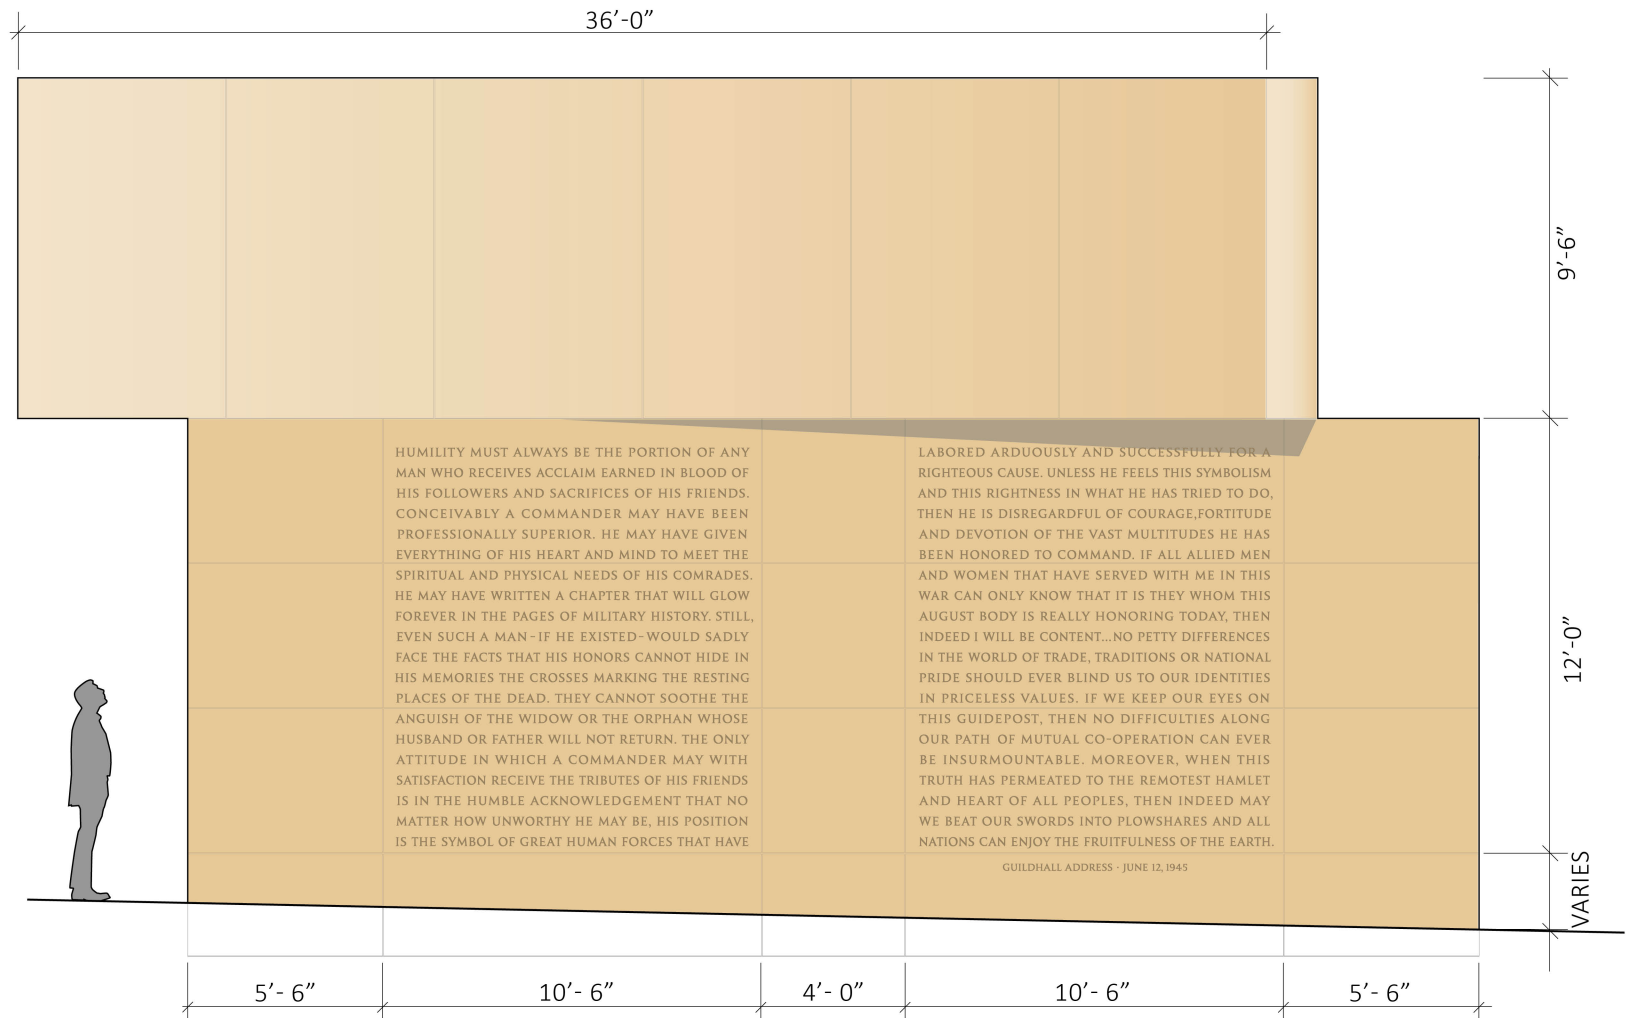 36’-0”
9’-6”
HUMILITY MUST ALWAYS BE THE PORTION OF ANY
MAN WHO RECEIVES ACCLAIM EARNED IN BLOOD OF
HIS FOLLOWERS AND SACRIFICES OF HIS FRIENDS.
CONCEIVABLY A COMMANDER MAY HAVE BEEN
PROFESSIONALLY SUPERIOR. HE MAY HAVE GIVEN
EVERYTHING OF HIS HEART AND MIND TO MEET THE
SPIRITUAL AND PHYSICAL NEEDS OF HIS COMRADES.
HE MAY HAVE WRITTEN A CHAPTER THAT WILL GLOW
FOREVER IN THE PAGES OF MILITARY HISTORY. STILL,
EVEN SUCH A MAN-IF HE EXISTED-WOULD SADLY
FACE THE FACTS THAT HIS HONORS CANNOT HIDE IN
HIS MEMORIES THE CROSSES MARKING THE RESTING
PLACES OF THE DEAD. THEY CANNOT SOOTHE THE
ANGUISH OF THE WIDOW OR THE ORPHAN WHOSE
HUSBAND OR FATHER WILL NOT RETURN. THE ONLY
ATTITUDE IN WHICH A COMMANDER MAY WITH
SATISFACTION RECEIVE THE TRIBUTES OF HIS FRIENDS
IS IN THE HUMBLE ACKNOWLEDGEMENT THAT NO
MATTER HOW UNWORTHY HE MAY BE, HIS POSITION
IS THE SYMBOL OF GREAT HUMAN FORCES THAT HAVE
LABORED ARDUOUSLY AND SUCCESSFULLY FOR A
RIGHTEOUS CAUSE. UNLESS HE FEELS THIS SYMBOLISM
AND THIS RIGHTNESS IN WHAT HE HAS TRIED TO DO,
THEN HE IS DISREGARDFUL OF COURAGE,FORTITUDE
AND DEVOTION OF THE VAST MULTITUDES HE HAS
BEEN HONORED TO COMMAND. IF ALL ALLIED MEN
AND WOMEN THAT HAVE SERVED WITH ME IN THIS
WAR CAN ONLY KNOW THAT IT IS THEY WHOM THIS
AUGUST BODY IS REALLY HONORING TODAY, THEN
INDEED I WILL BE CONTENT...NO PETTY DIFFERENCES
IN THE WORLD OF TRADE, TRADITIONS OR NATIONAL
PRIDE SHOULD EVER BLIND US TO OUR IDENTITIES
IN PRICELESS VALUES. IF WE KEEP OUR EYES ON
THIS GUIDEPOST, THEN NO DIFFICULTIES ALONG
OUR PATH OF MUTUAL CO-OPERATION CAN EVER
BE INSURMOUNTABLE. MOREOVER, WHEN THIS
TRUTH HAS PERMEATED TO THE REMOTEST HAMLET
AND HEART OF ALL PEOPLES, THEN INDEED MAY
WE BEAT OUR SWORDS INTO PLOWSHARES AND ALL
NATIONS CAN ENJOY THE FRUITFULNESS OF THE EARTH.
GUILDHALL ADDRESS · JUNE 12, 1945
12’-0”
VARIES
5’- 6”
10’- 6”
4’- 0”
10’- 6”
5’- 6”